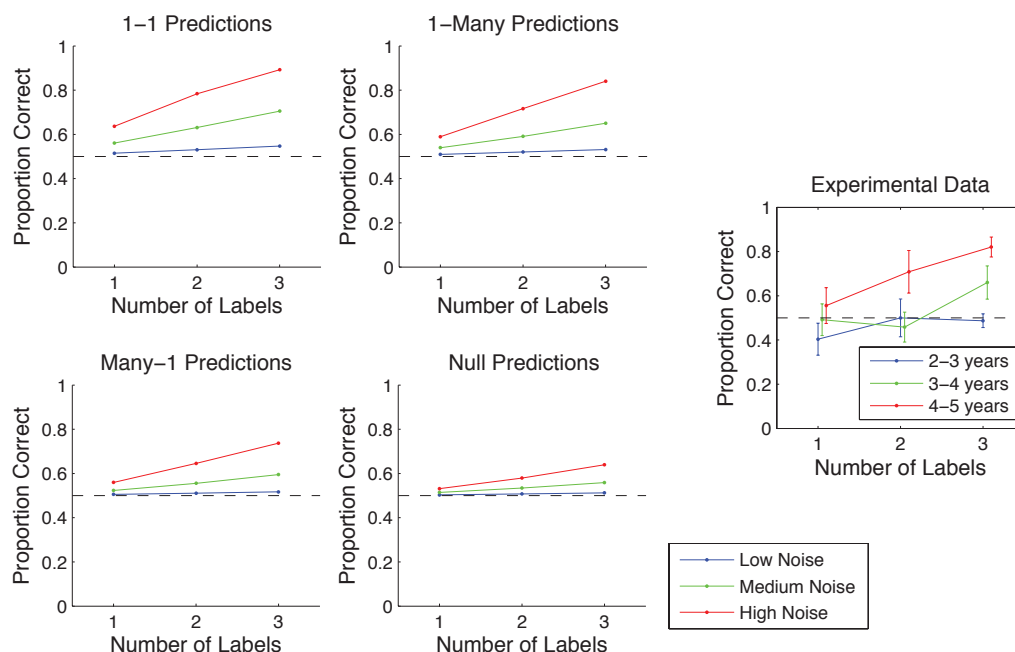 1–1 Predictions
Proportion Correct
1
0.8
0.6
0.4
0.2
0
1 2 3
Number of Labels
1–Many Predictions
Proportion Correct
1
0.8
0.6
0.4
0.2
0
1 2 3
Number of Labels
Experimental Data
Proportion Correct
1
0.8
0.6
0.4
0.2
0
2–3 years
3–4 years
4–5 years
1 2 3
Number of Labels
Many–1 Predictions
Proportion Correct
1
0.8
0.6
0.4
0.2
0
1 2 3
Number of Labels
Null Predictions
Proportion Correct
1
0.8
0.6
0.4
0.2
0
1 2 3
Number of Labels
Low Noise
Medium Noise
High Noise